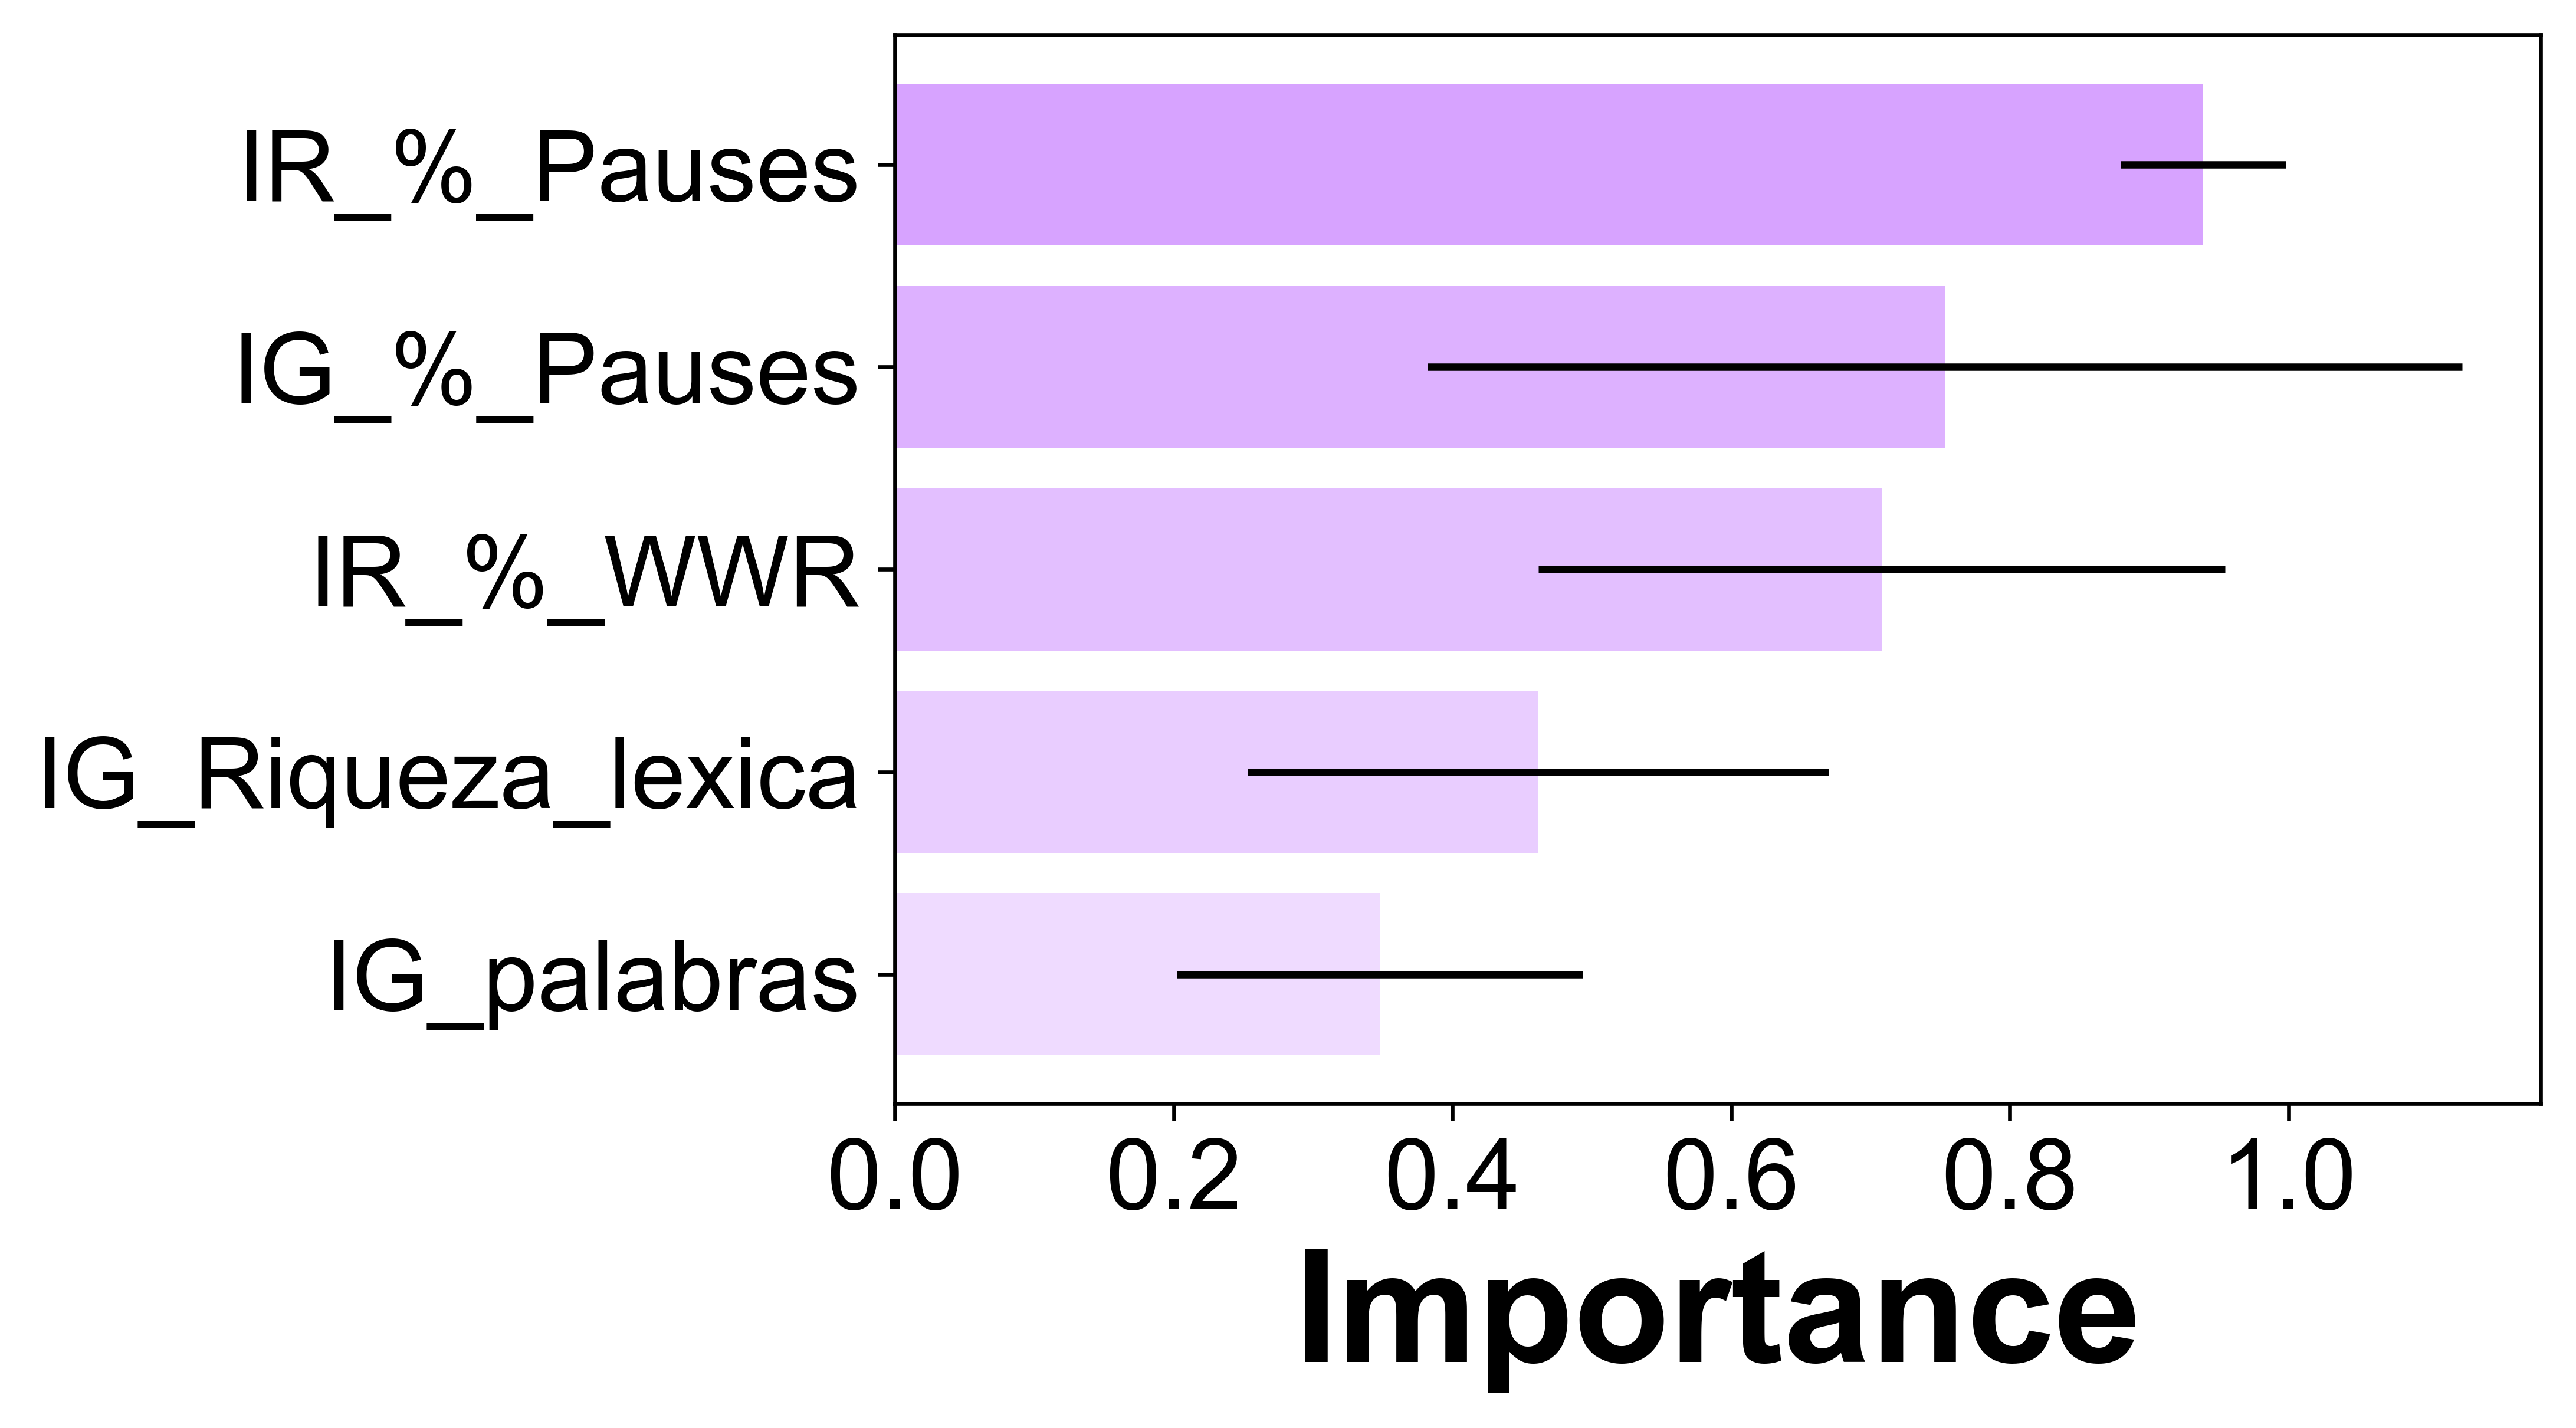 IR_%_Pauses
IG_%_Pauses
IR_%_WWR
IG_Riqueza_lexica
IG_palabras
0.0 0.2 0.4 0.6 0.8 1.0
Importance